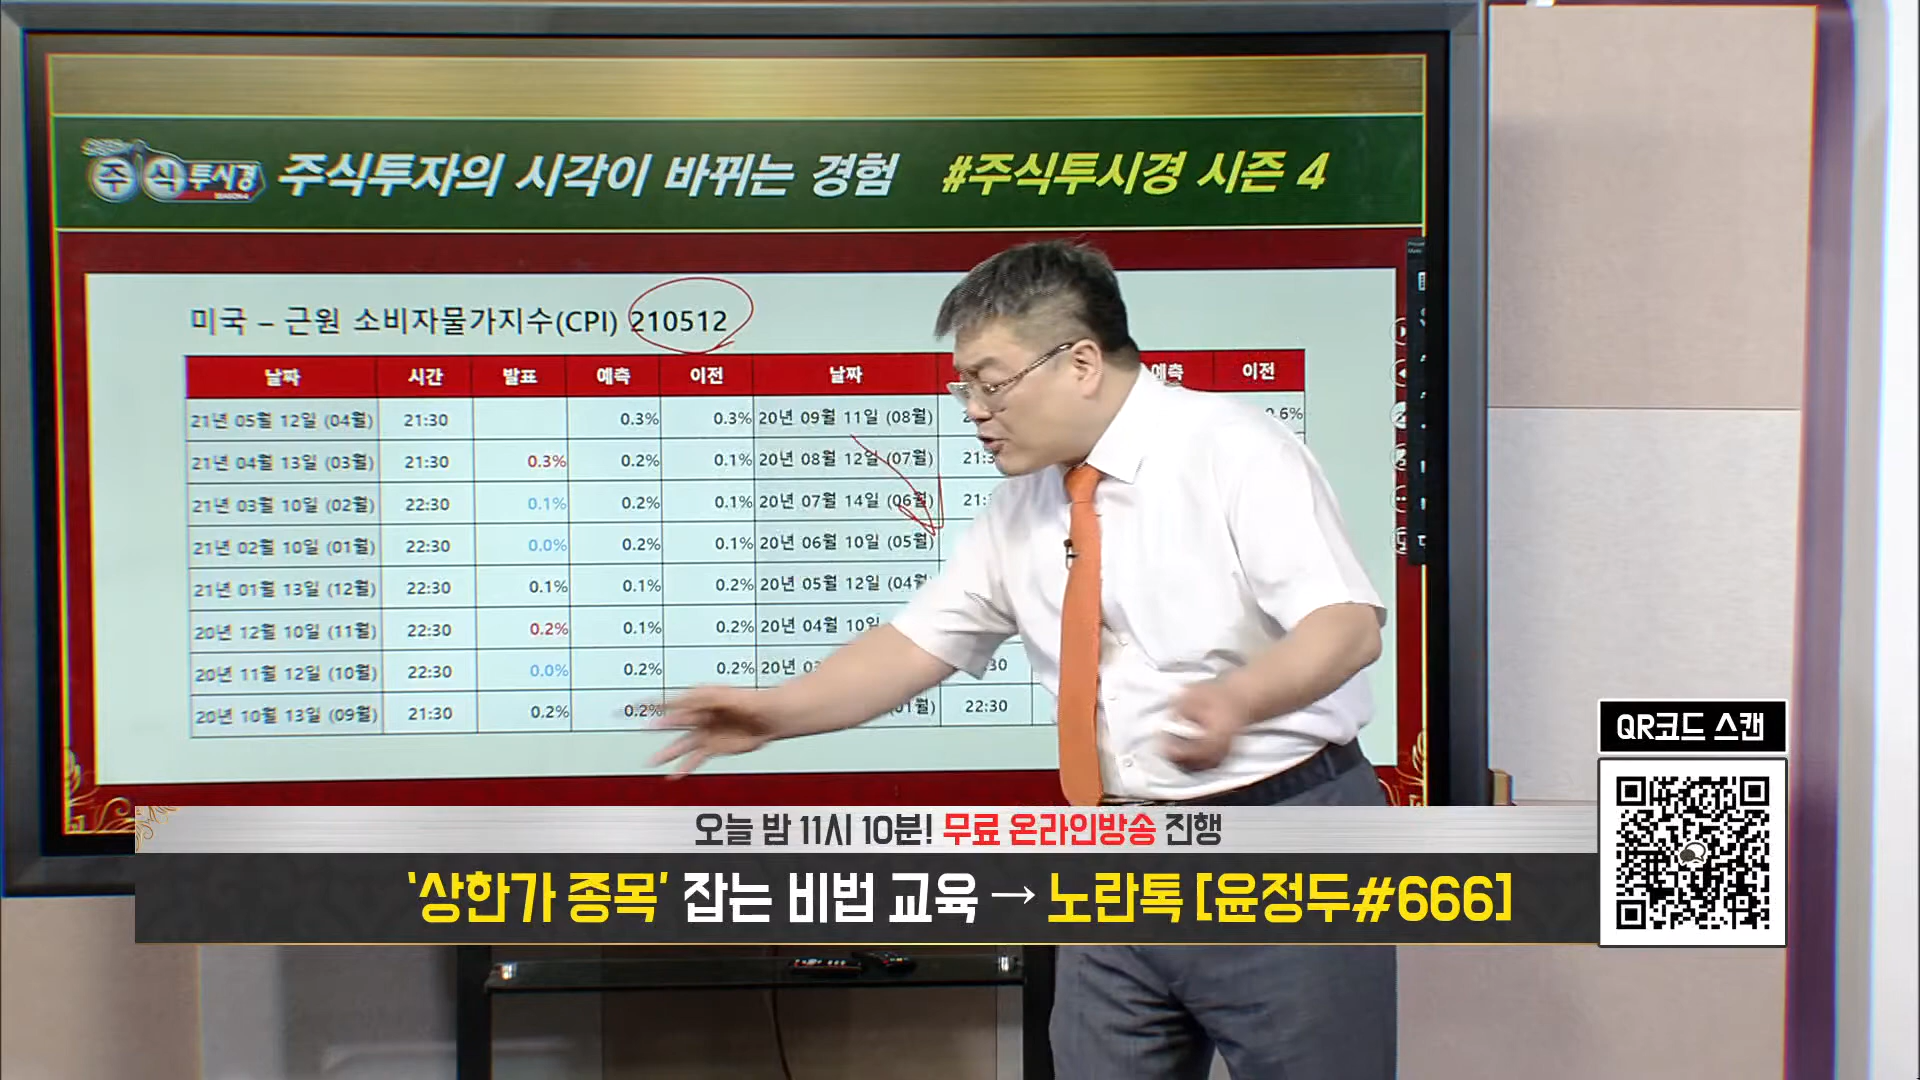 주식투시경 주식투자의 시각이 바뀌는 경험 #주식투시경 시즌 4
미국 – 근원 소비자물가지수(CPI) 210512
날짜 시간 발표 예측 이전 날짜 예측 이전
21년 05월 12일 (04월) 21:30 0.3% 0.3% 20년 09월 11일 (08월)
21년 04월 13일 (03월) 21:30 0.3% 0.2% 0.1% 20년 08월 12일 (07월)
21년 03월 10일 (02월) 22:30 0.1% 0.2% 0.1% 20년 07월 14일 (06월)
21년 02월 10일 (01월) 22:30 0.0% 0.2% 0.1% 20년 06월 10일 (05월)
21년 01월 13일 (12월) 22:30 0.1% 0.1% 0.2% 20년 05월 12일
20년 12월 10일 (11월) 22:30 0.2% 0.1% 0.2% 20년 04월 10일
20년 11월 12일 (10월) 22:30 0.0% 0.2% 0.2% 20년
20년 10월 13일 (09월) 21:30 0.2% 0.2% 22:30
QR코드 스캔
오늘 밤 11시 10분! 무료 온라인방송 진행
'상한가 종목' 잡는 비법 교육 → 노란톡 [윤정두#666]